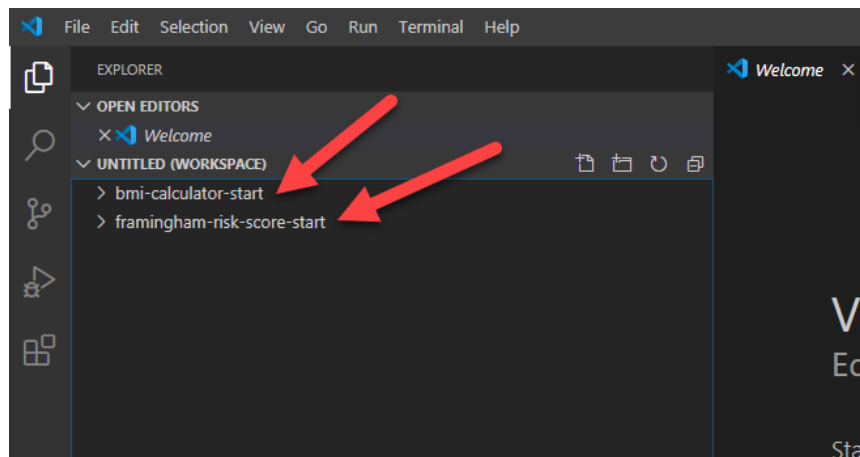 File Edit Selection View Go Run Terminal Help
EXPLORER
OPEN EDITORS
Welcome
UNTITLED (WORKSPACE)
bmi-calculator-start
framingham-risk-score-start
Welcome
V
Ec
Sta